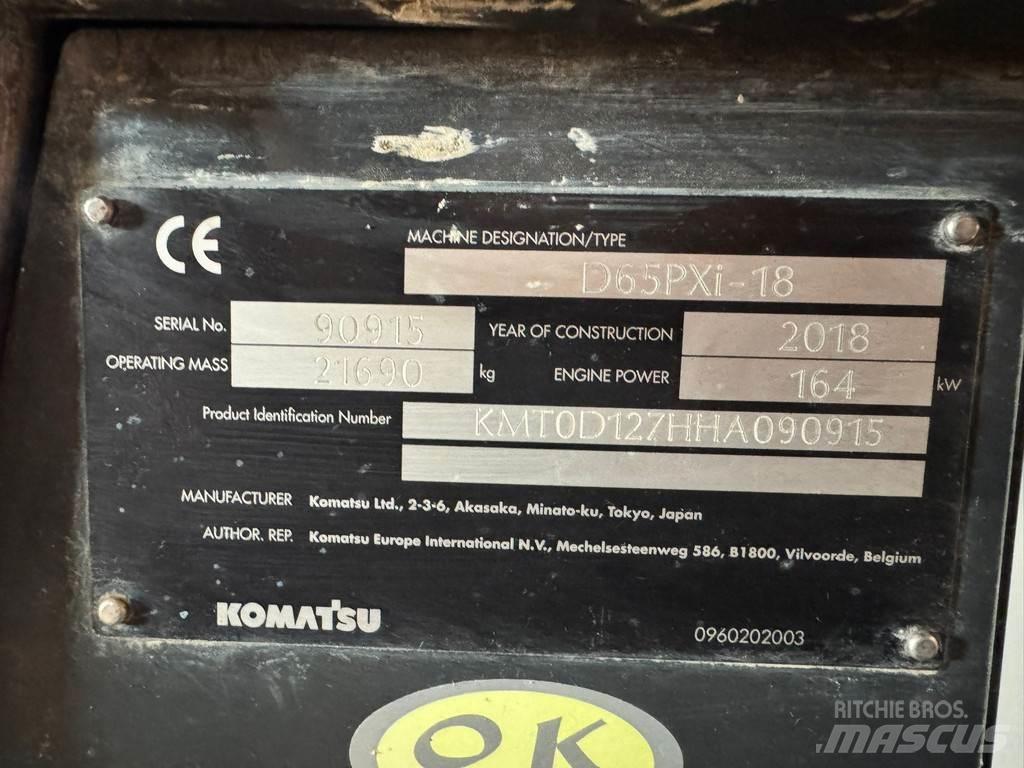 CE
MACHINE DESIGNATION/TYPE
D65PXi-18
SERIAL No. 90915 YEAR OF CONSTRUCTION 2018
OPERATING MASS 21690 kg ENGINE POWER 164 kW
Product Identification Number KMT0D127HHA090915
MANUFACTURER Komatsu Ltd., 2-3-6, Akasaka, Minato-ku, Tokyo, Japan
AUTHOR. REP. Komatsu Europe International N.V., Mechelsesteenweg 586, B1800, Vilvoorde, Belgium
KOMATSU
0960202003
OK
RITCHIE BROS.
MASCUS